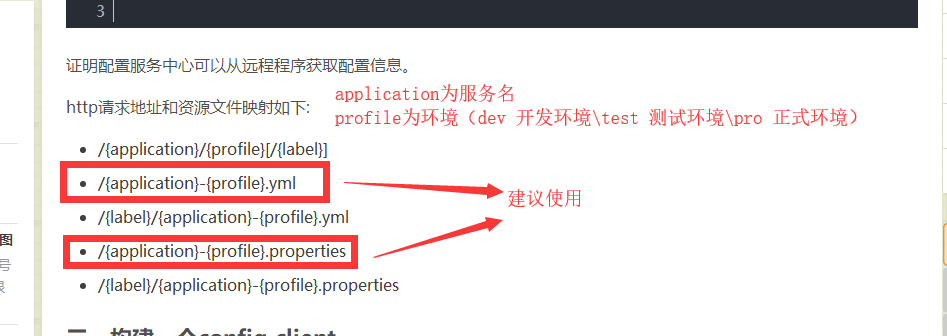 3
证明配置服务中心可以从远程程序获取配置信息。
http请求地址和资源文件映射如下:
application为服务名
profile为环境（dev 开发环境\test 测试环境\pro 正式环境）
/{application}/{profile}[/{label}]
/{application}-{profile}.yml
建议使用
/{label}/{application}-{profile}.yml
/{application}-{profile}.properties
/{label}/{application}-{profile}.properties
图
号